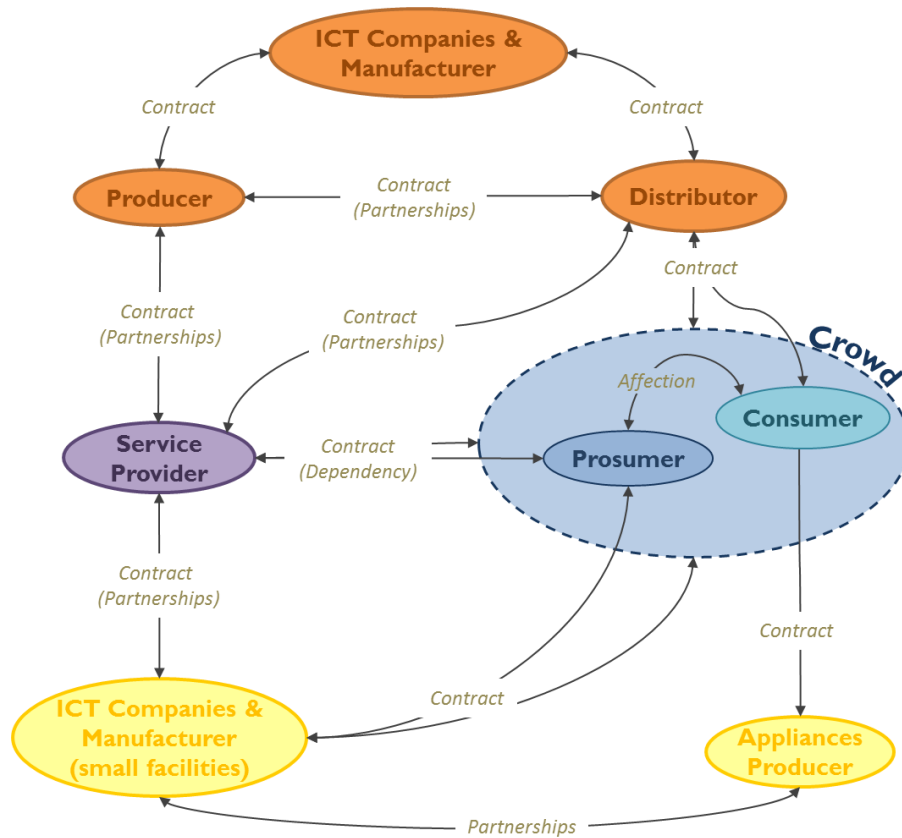 ICT Companies &
Manufacturer
Contract
Contract
Producer
Contract
(Partnerships)
Distributor
Contract
Contract
(Partnerships)
Contract
(Partnerships)
Crowd
Affection
Consumer
Service
Provider
Contract
(Dependency)
Prosumer
Contract
(Partnerships)
Contract
ICT Companies &
Manufacturer
(small facilities)
Contract
Appliances
Producer
Partnerships